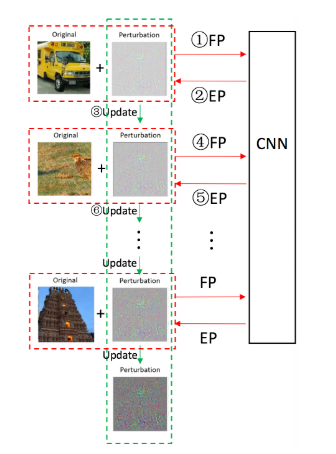 Original Perturbation
①FP
+
②EP
③Update
Original Perturbation
④FP
CNN
+
⑤EP
⑥Update
Update
Original Perturbation
FP
+
EP
Update
Perturbation